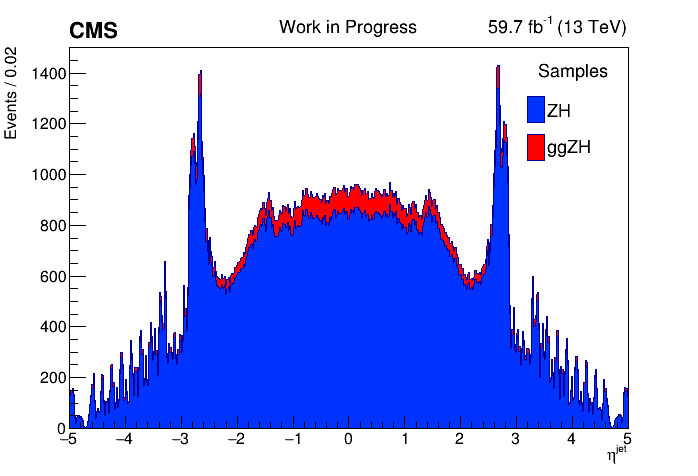 CMS Work in Progress 59.7 fb-1 (13 TeV)
Events / 0.02
1400
1200
1000
800
600
400
200
0
Samples
ZH
ggZH
−5 −4 −3 −2 −1 0 1 2 3 4 5
ηjet